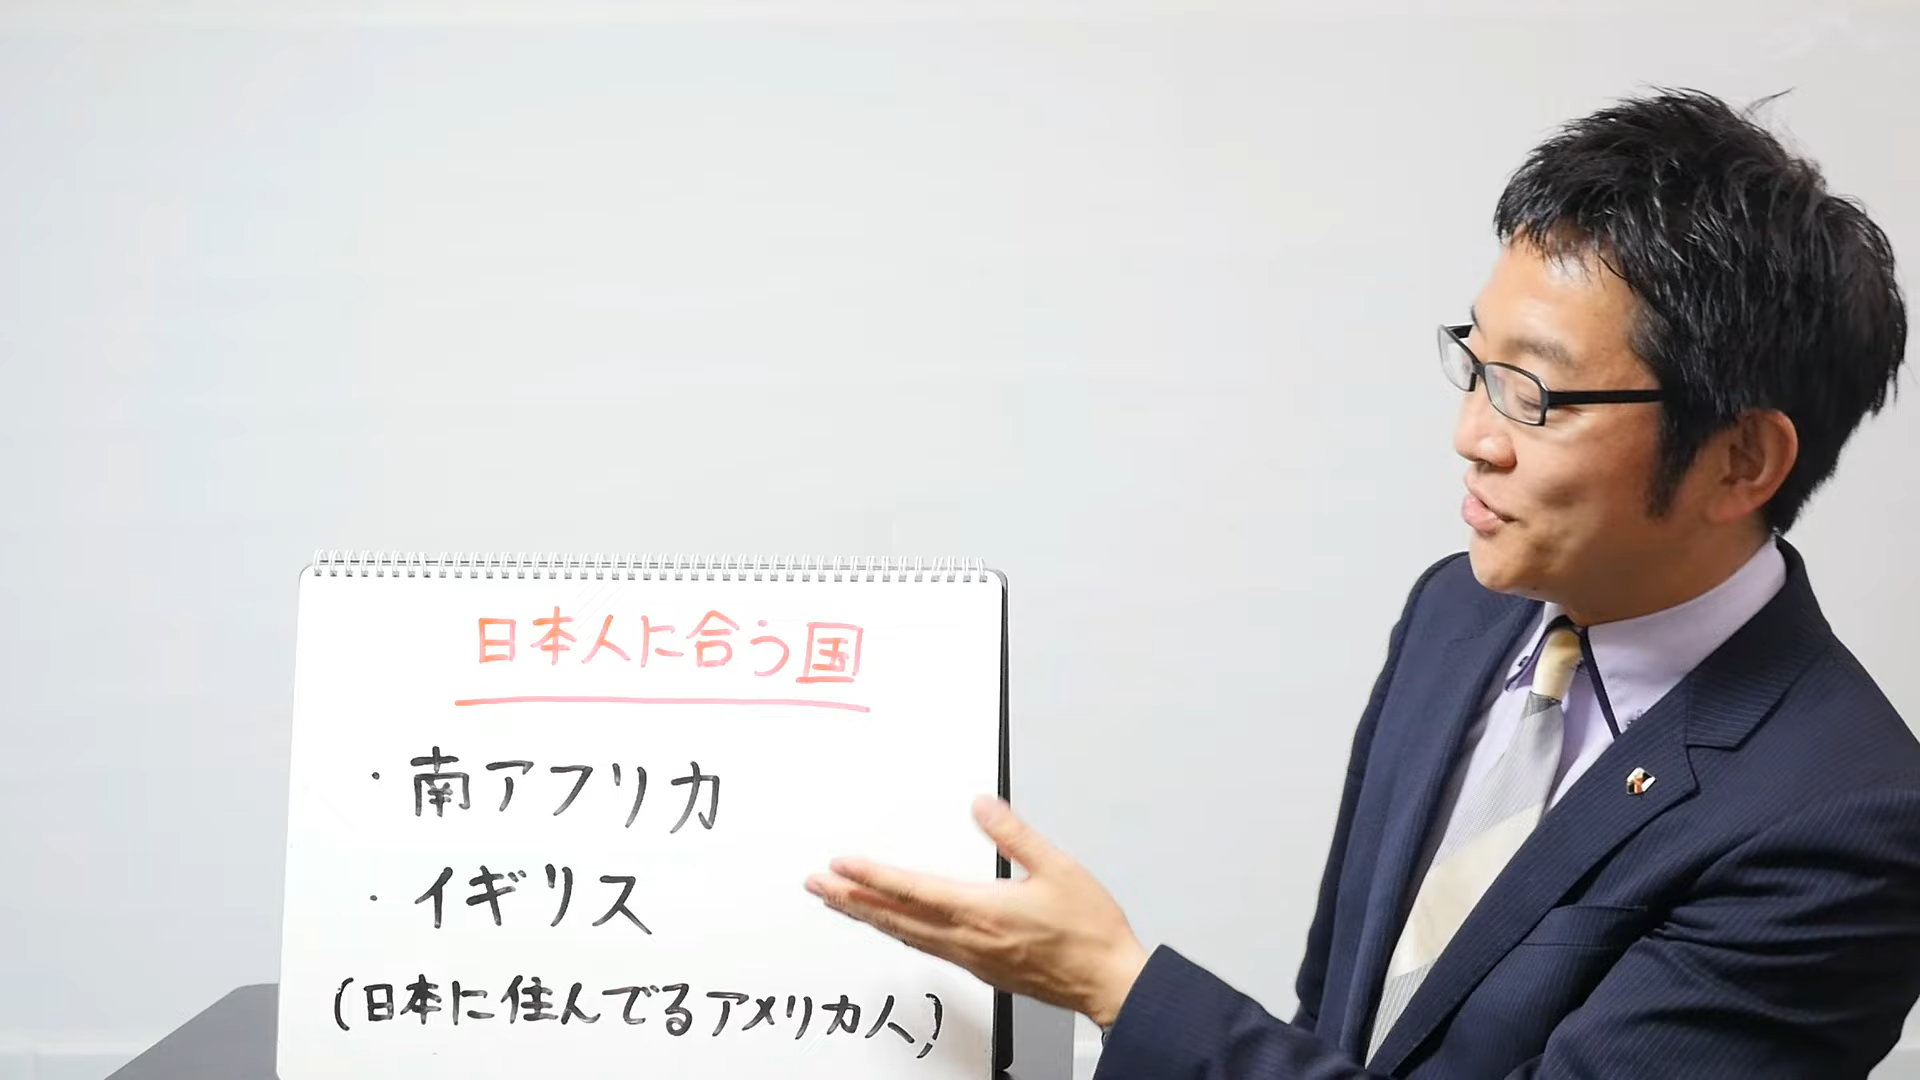 日本人に合う国
・南アフリカ
・イギリス
(日本に住んでるアメリカ人)